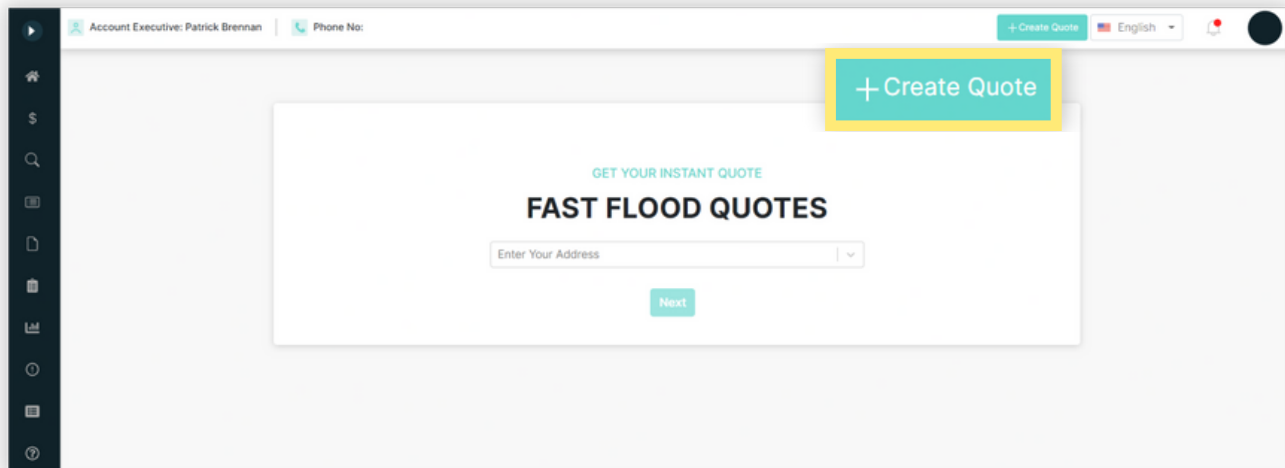 Account Executive: Patrick Brennan
Phone No:
+Create Quote
English
+Create Quote
GET YOUR INSTANT QUOTE
FAST FLOOD QUOTES
Enter Your Address
Next